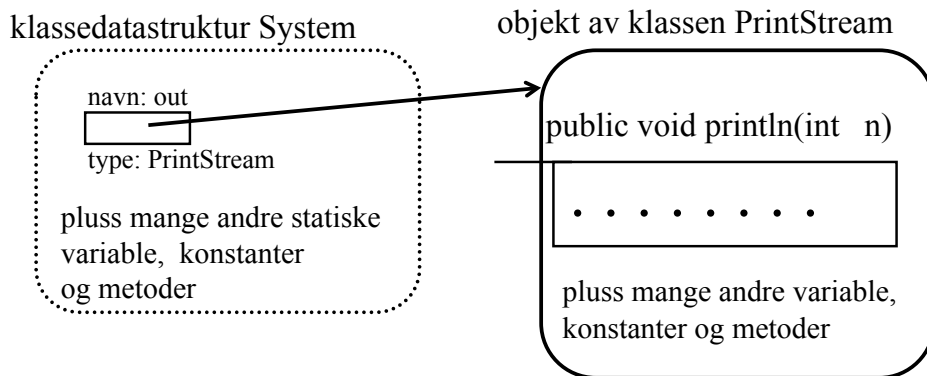 klassedatastruktur System
navn: out
type: PrintStream
pluss mange andre statiske
variable, konstanter
og metoder
objekt av klassen PrintStream
public void println(int n)
. . . . . . . .
pluss mange andre variable,
konstanter og metoder